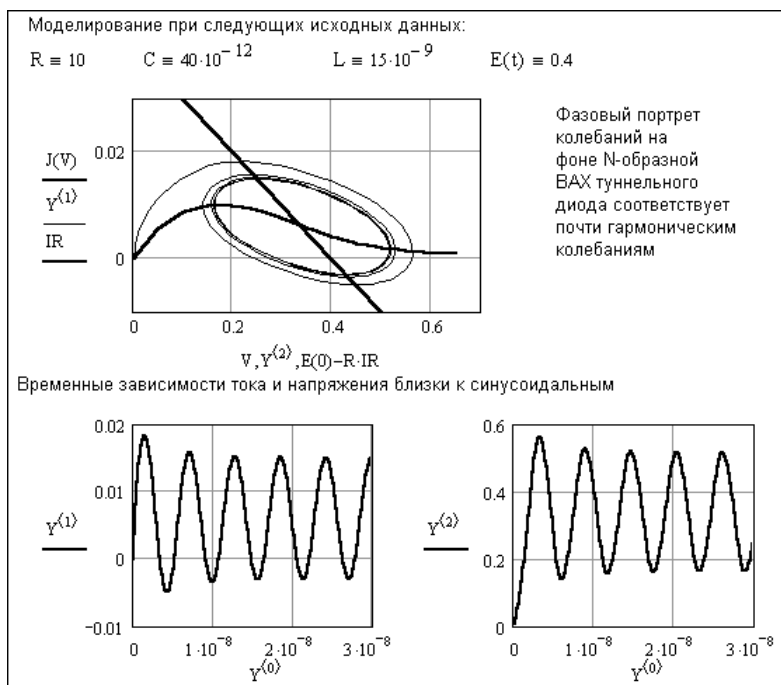 Моделирование при следующих исходных данных:
R ≡ 10 C ≡ 40·10^−12 L ≡ 15·10^−9 E(t) ≡ 0.4
Фазовый портрет
колебаний на
фоне N-образной
ВАХ туннельного
диода соответствует
почти гармоническим
колебаниям
J(V)
Y^⟨1⟩
IR
0.02
0
0 0.2 0.4 0.6
V,Y^⟨2⟩,E(0)−R·IR
Временные зависимости тока и напряжения близки к синусоидальным
Y^⟨1⟩
0.02
0.01
0
−0.01
0 1·10^−8 2·10^−8 3·10^−8
Y^⟨0⟩
Y^⟨2⟩
0.6
0.4
0.2
0
0 1·10^−8 2·10^−8 3·10^−8
Y^⟨0⟩